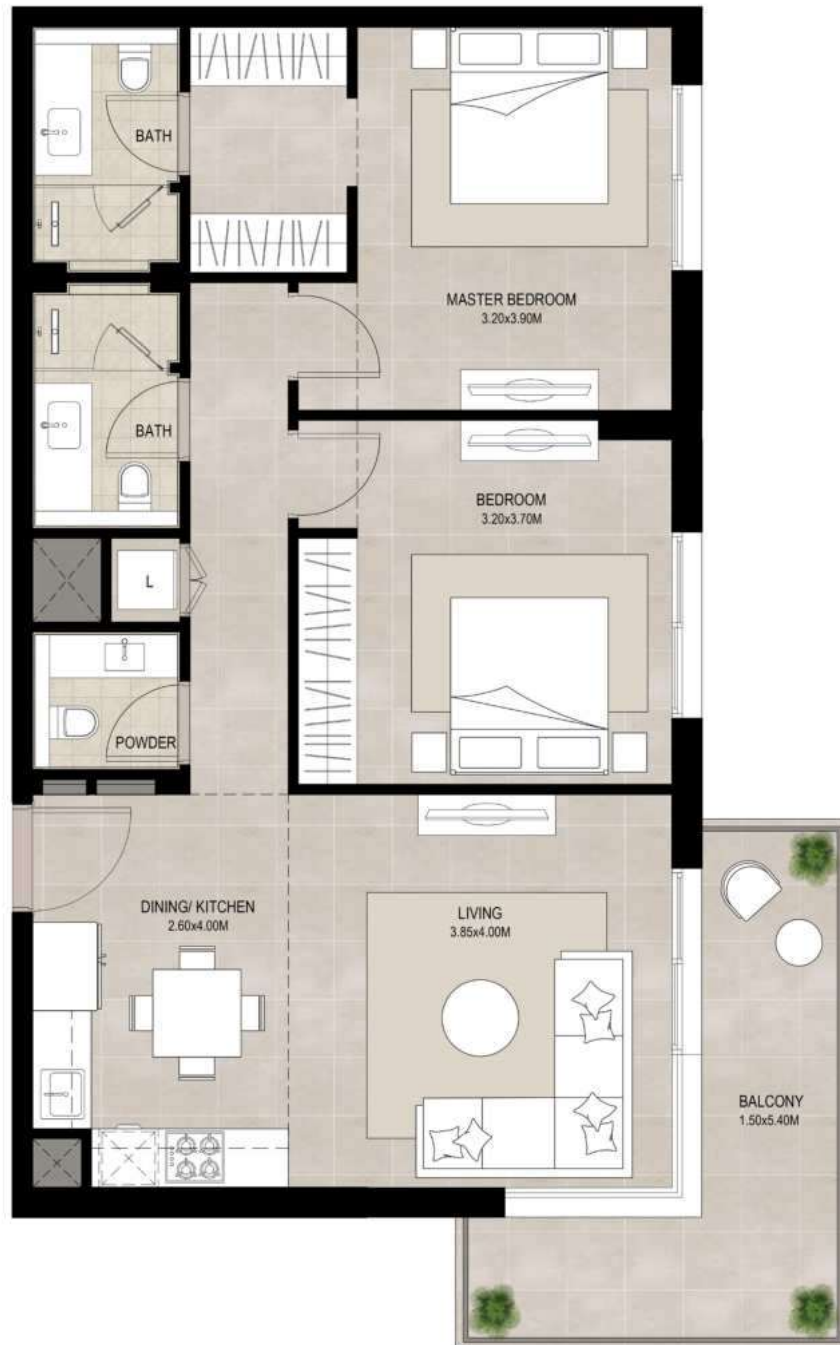 BATH
MASTER BEDROOM
3.20x3.90M
BATH
BEDROOM
3.20x3.70M
L
POWDER
DINING/ KITCHEN
2.60x4.00M
LIVING
3.85x4.00M
BALCONY
1.50x5.40M